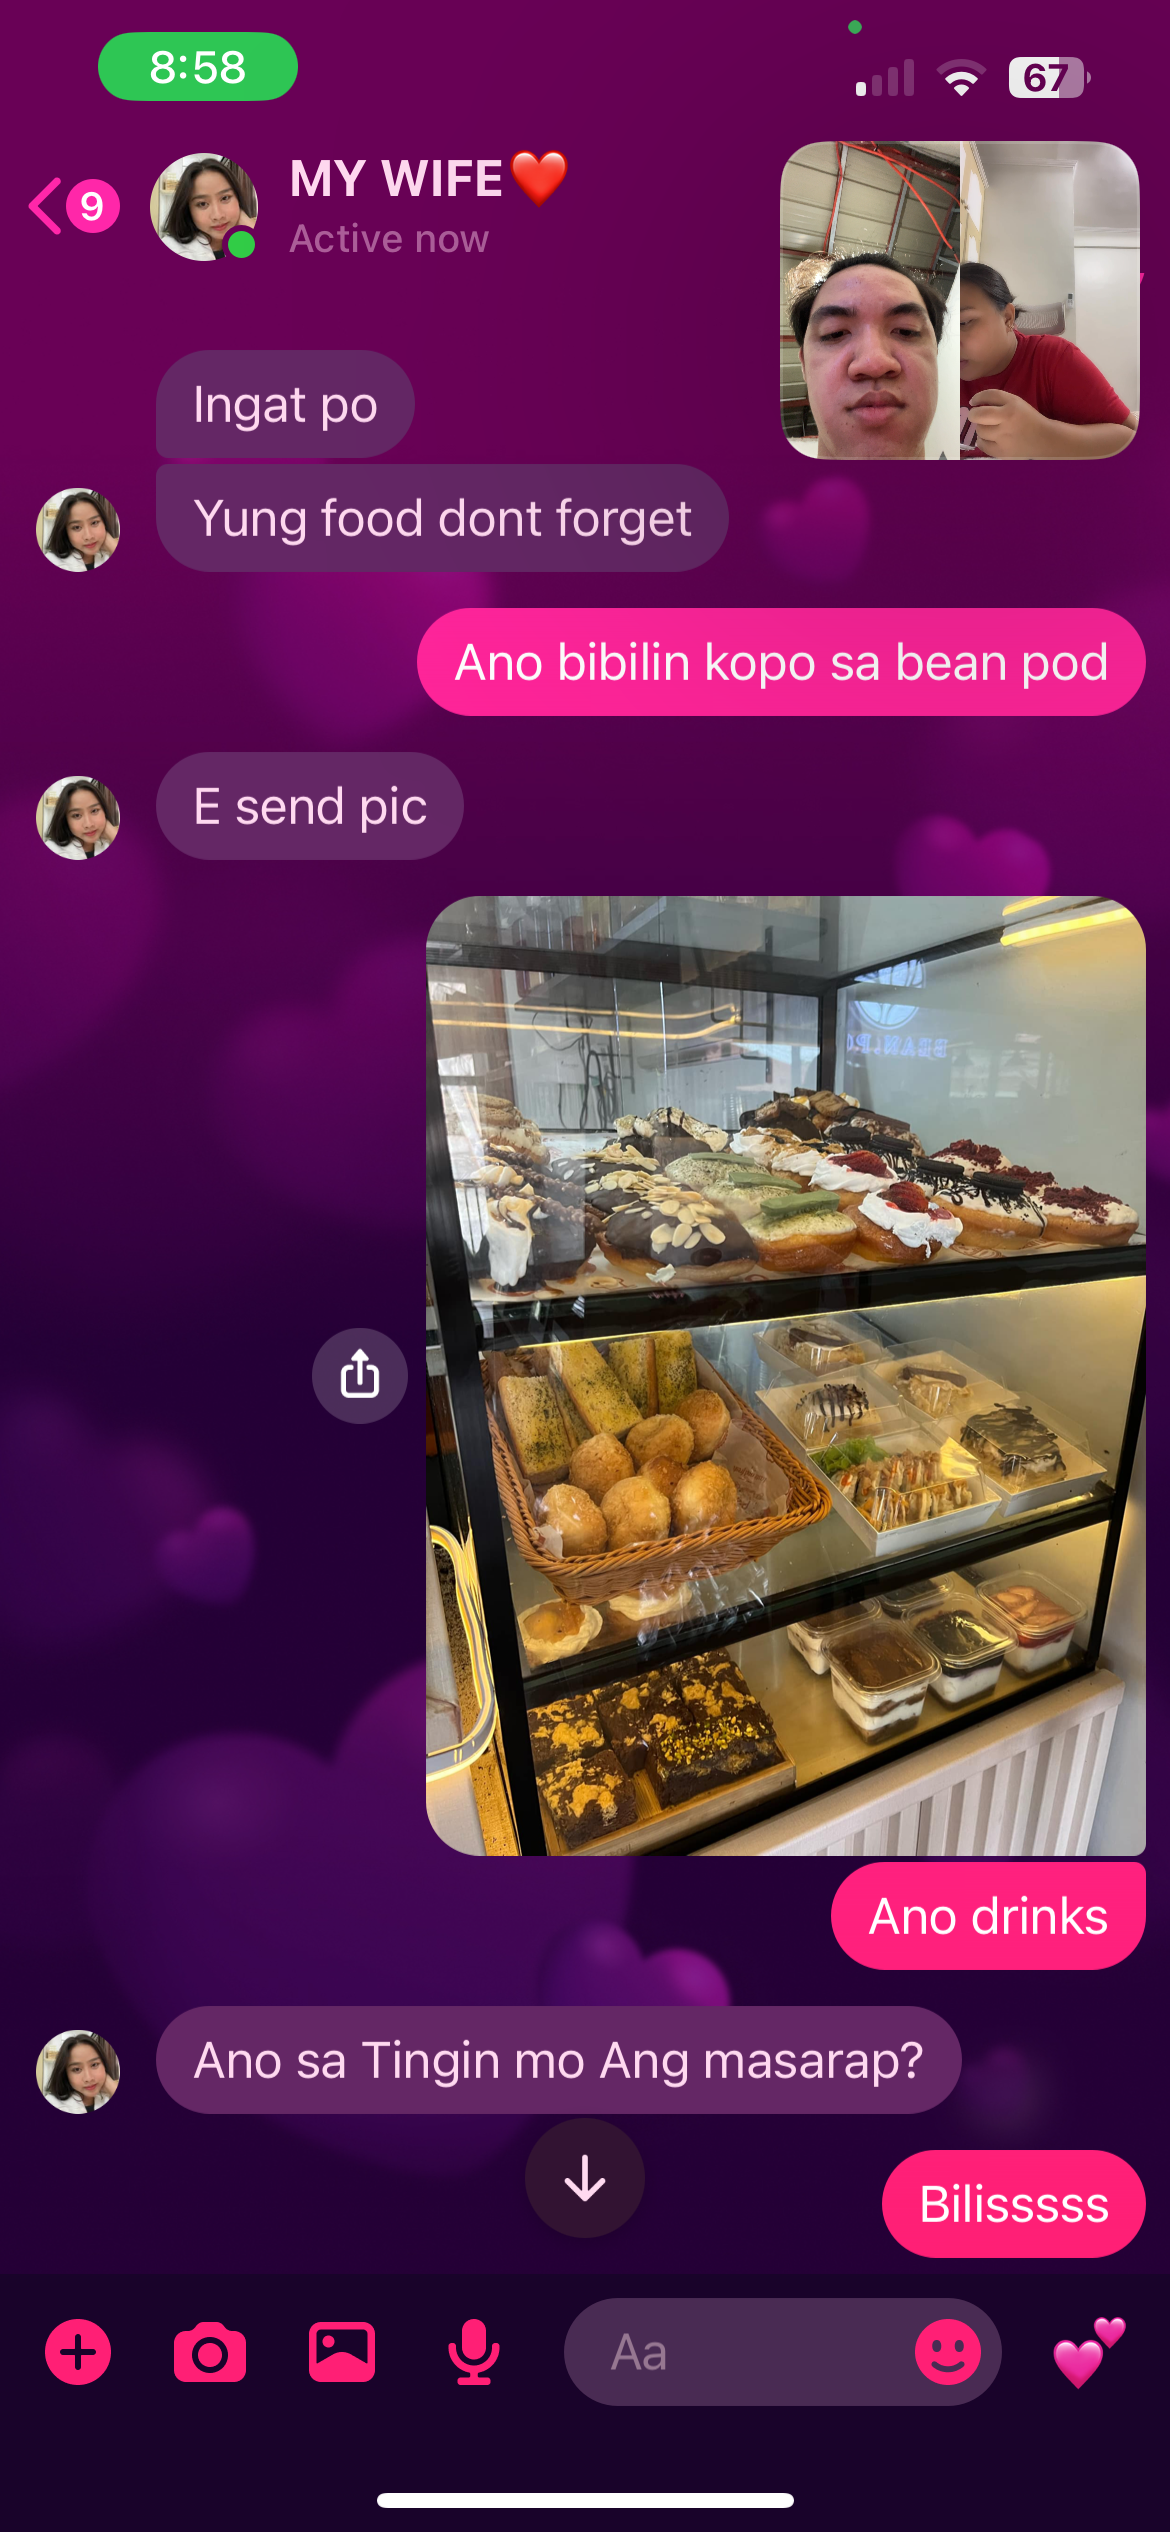 8:58
67
9
MY WIFE❤️
Active now
Ingat po
Yung food dont forget
Ano bibilin kopo sa bean pod
E send pic
Ano drinks
Ano sa Tingin mo Ang masarap?
Bilisssss
Aa